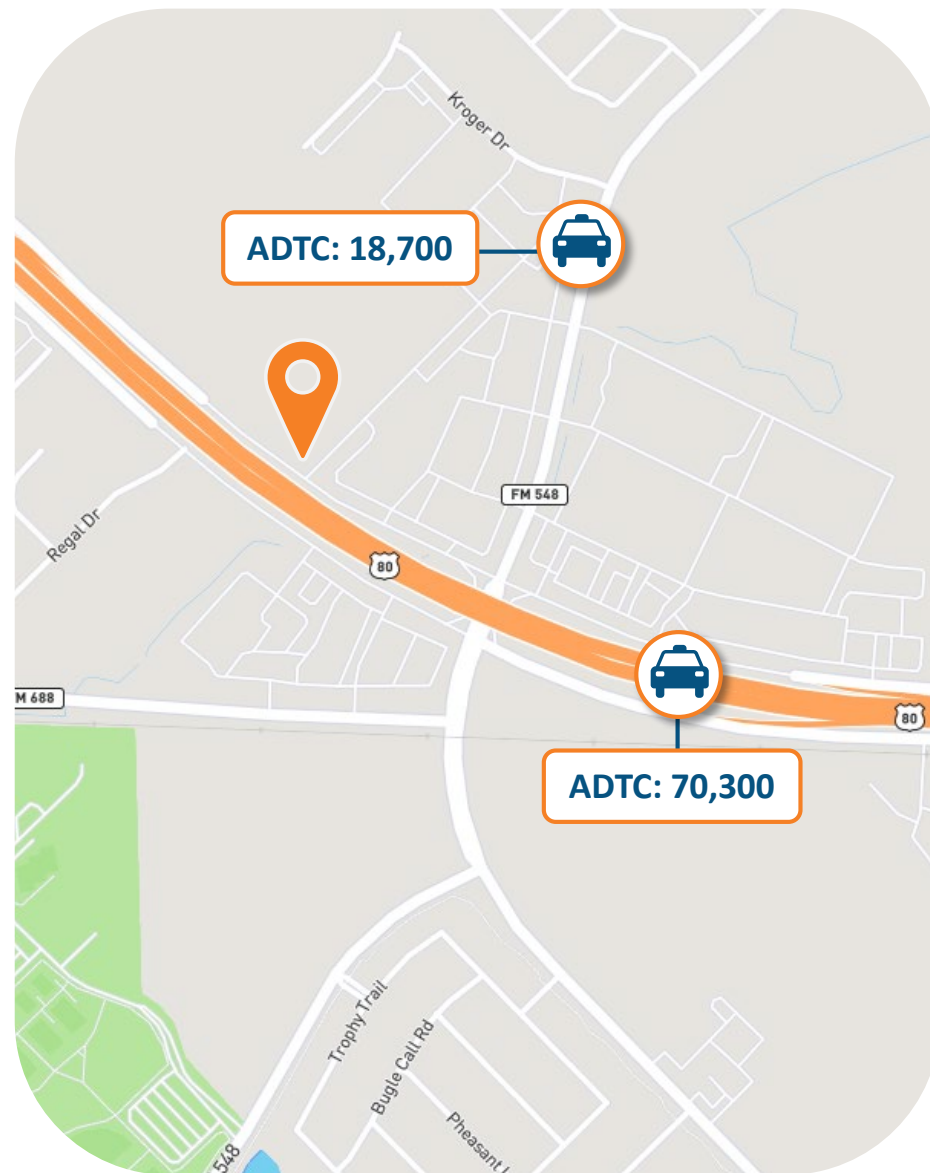 Kroger Dr
ADTC: 18,700
FM 548
Regal Dr
80
M 688
80
ADTC: 70,300
Trophy Trail
Bugle Call Rd
Pheasant
548